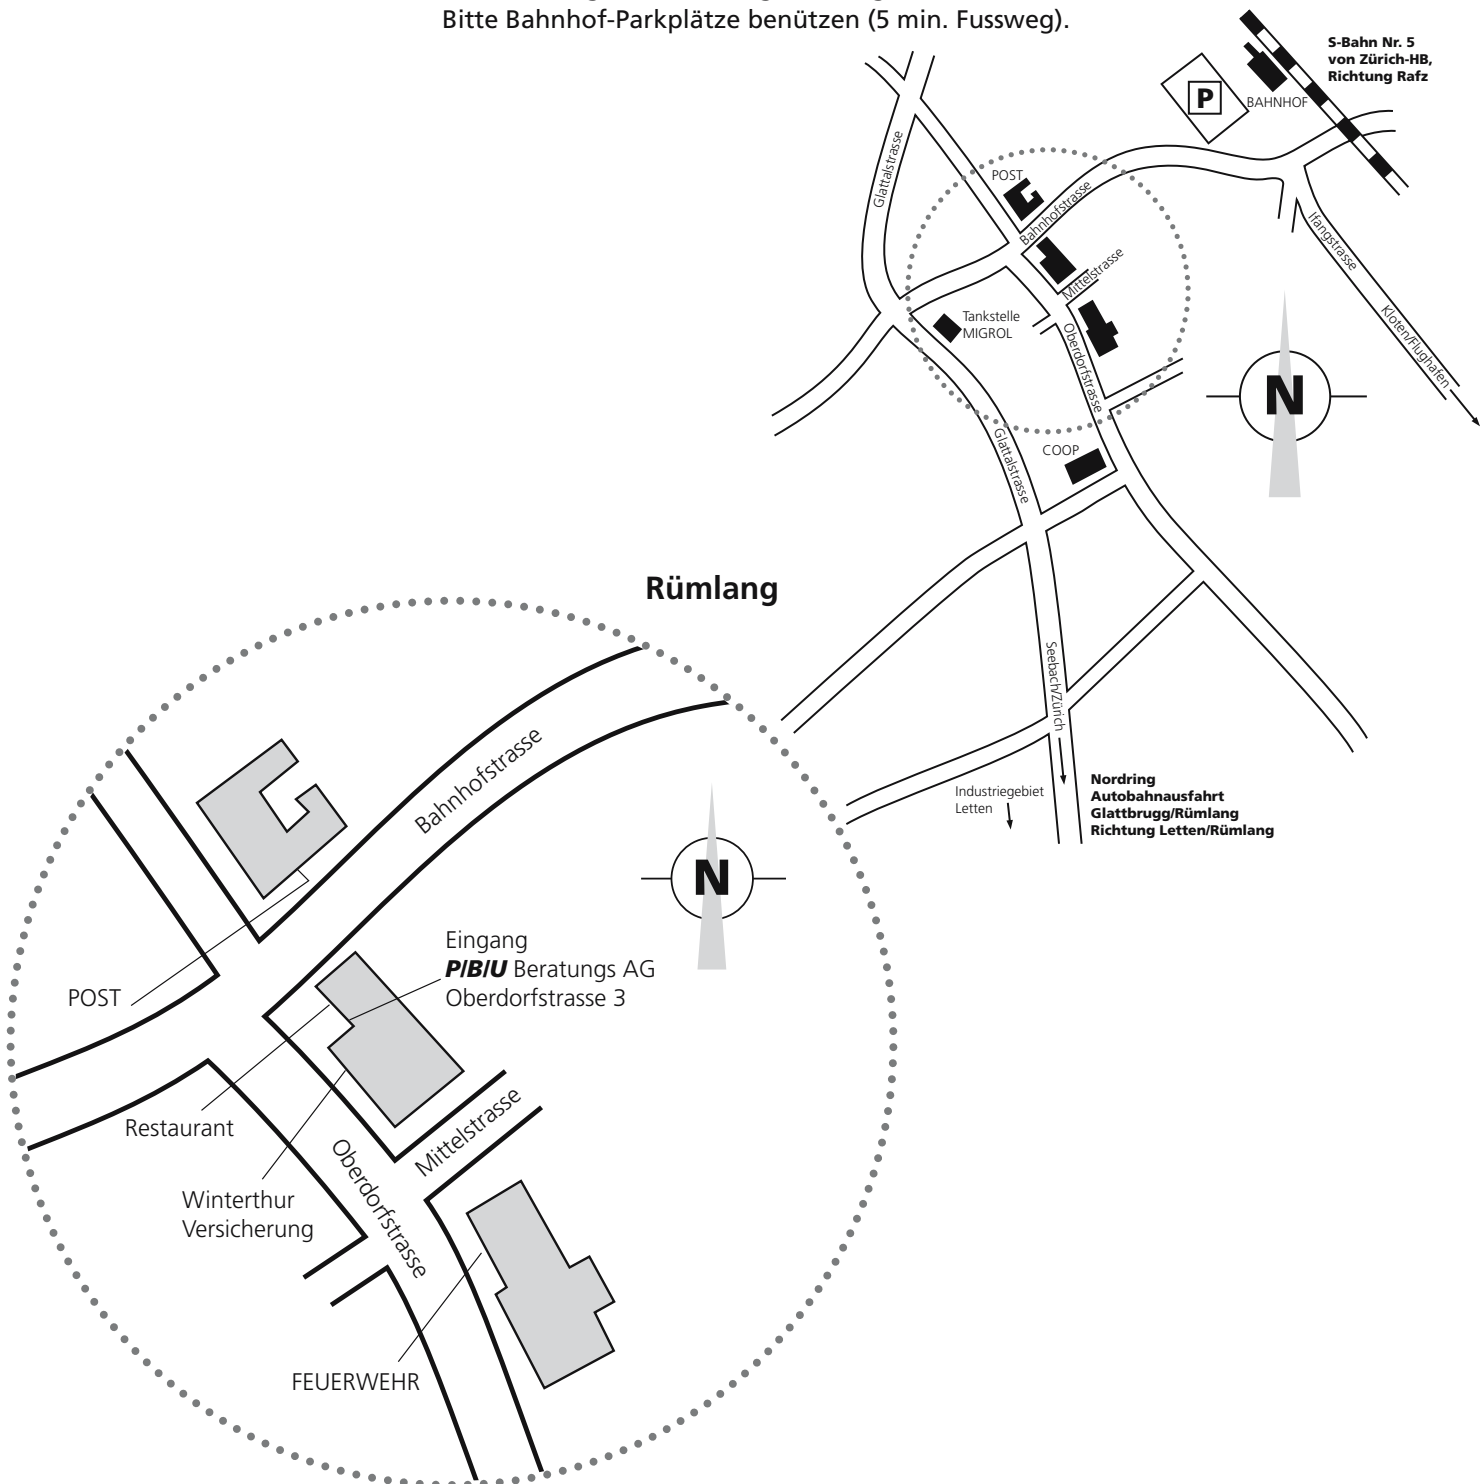 Bitte Bahnhof-Parkplätze benützen (5 min. Fussweg).
S-Bahn Nr. 5
von Zürich-HB,
Richtung Rafz
P
BAHNHOF
Glattalstrasse
POST
Bahnhofstrasse
Mittelstrasse
Ifangstrasse
Kloten/Flughafen
Tankstelle
MIGROL
Oberdorfstrasse
N
COOP
Glattalstrasse
Rümlang
Seebach/Zürich
Industriegebiet
Letten
Nordring
Autobahnausfahrt
Glattbrugg/Rümlang
Richtung Letten/Rümlang
Bahnhofstrasse
N
Eingang
P/B/U Beratungs AG
Oberdorfstrasse 3
POST
Restaurant
Mittelstrasse
Winterthur
Versicherung
Oberdorfstrasse
FEUERWEHR